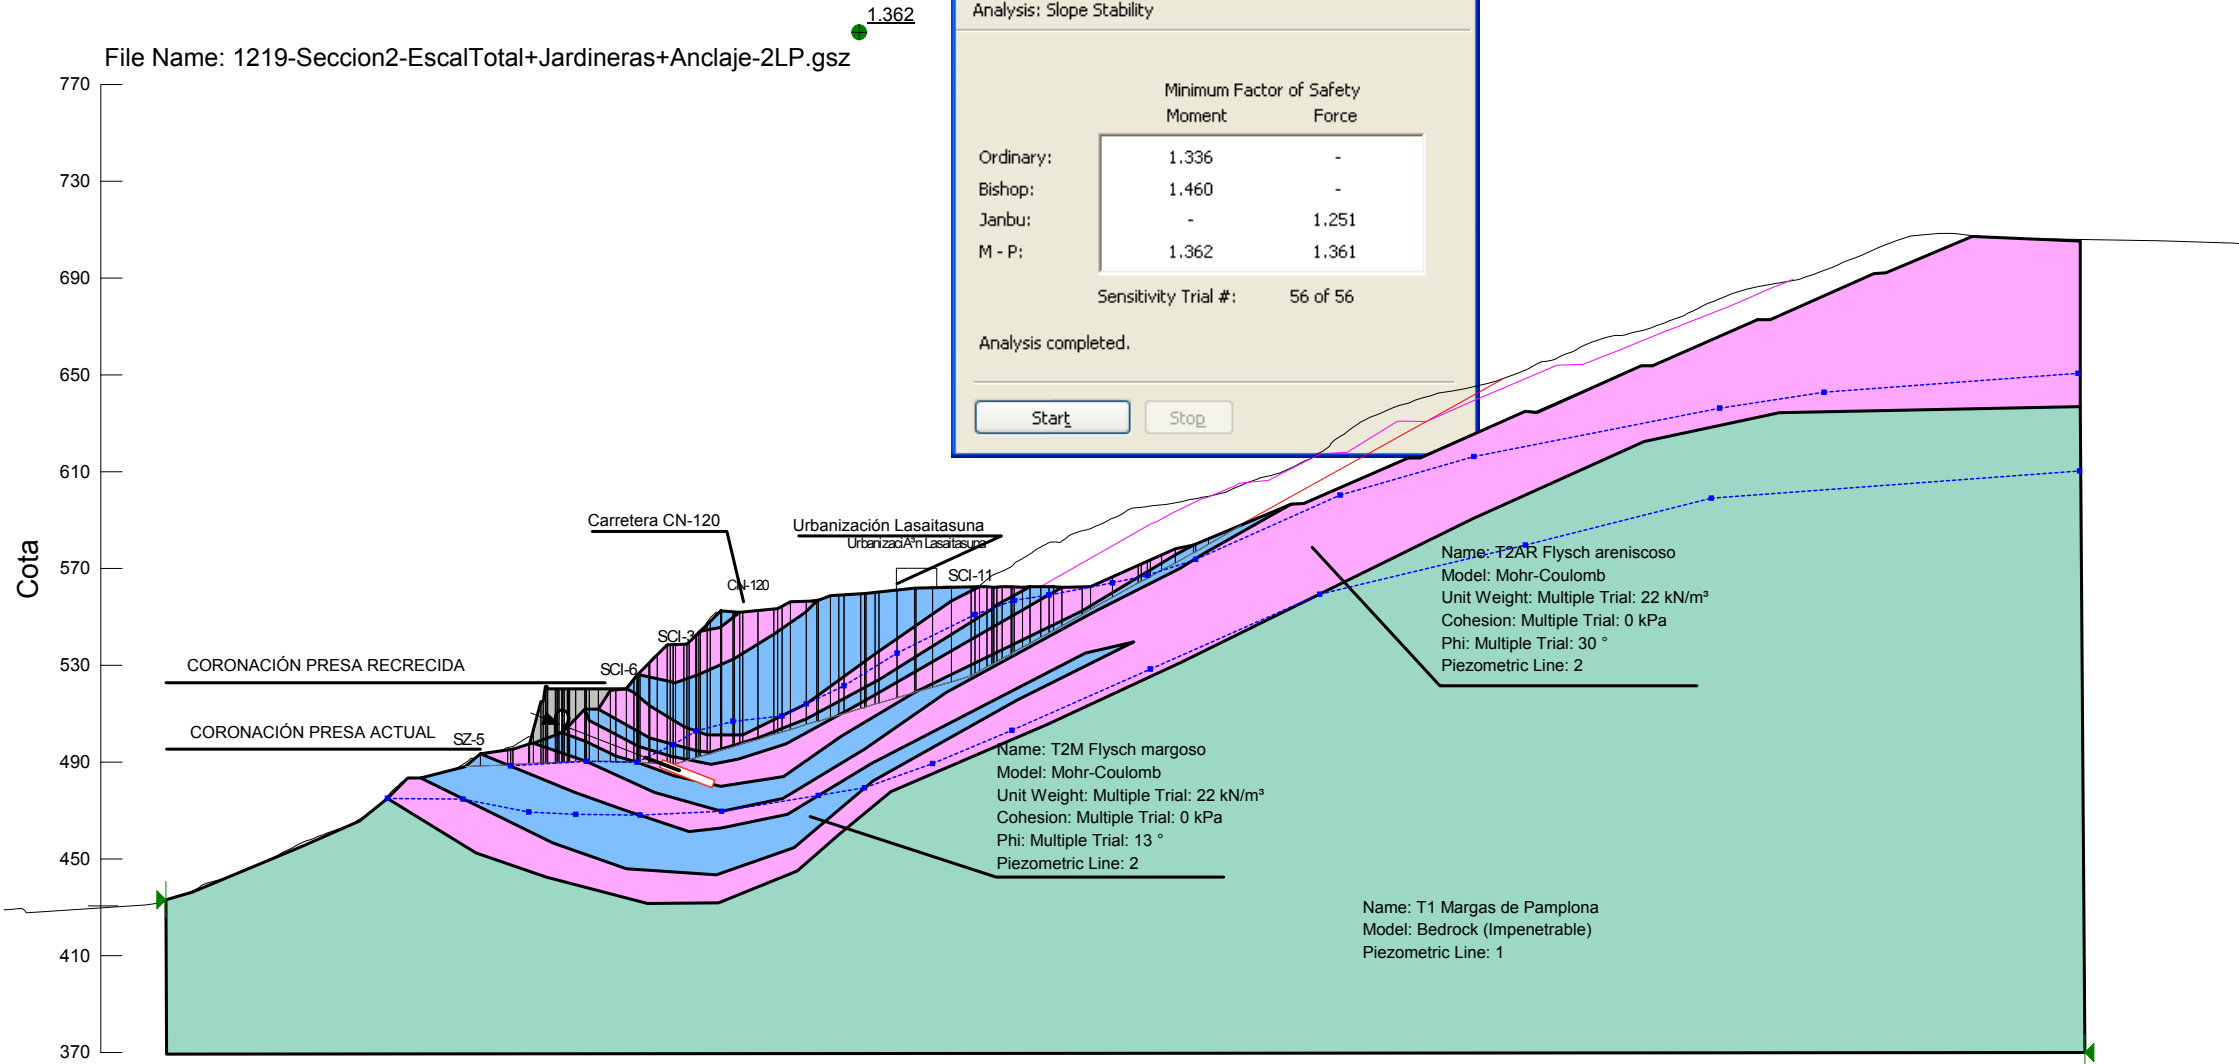 1.362
File Name: 1219-Seccion2-EscalTotal+Jardineras+Anclaje-2LP.gsz
Analysis: Slope Stability
Minimum Factor of Safety
Moment Force
Ordinary: 1.336 -
Bishop: 1.460 -
Janbu: - 1.251
M - P: 1.362 1.361
Sensitivity Trial #: 56 of 56
Analysis completed.
Start Stop
Cota
770
730
690
650
610
570
530
490
450
410
370
Carretera CN-120
CN-120
Urbanización Lasaitasuna
UrbanizaciÃ³n Lasaitasuna
SCI-11
SCI-3
SCI-6
CORONACIÓN PRESA RECRECIDA
CORONACIÓN PRESA ACTUAL
SZ-5
Name: T2AR Flysch areniscoso
Model: Mohr-Coulomb
Unit Weight: Multiple Trial: 22 kN/m³
Cohesion: Multiple Trial: 0 kPa
Phi: Multiple Trial: 30 °
Piezometric Line: 2
Name: T2M Flysch margoso
Model: Mohr-Coulomb
Unit Weight: Multiple Trial: 22 kN/m³
Cohesion: Multiple Trial: 0 kPa
Phi: Multiple Trial: 13 °
Piezometric Line: 2
Name: T1 Margas de Pamplona
Model: Bedrock (Impenetrable)
Piezometric Line: 1